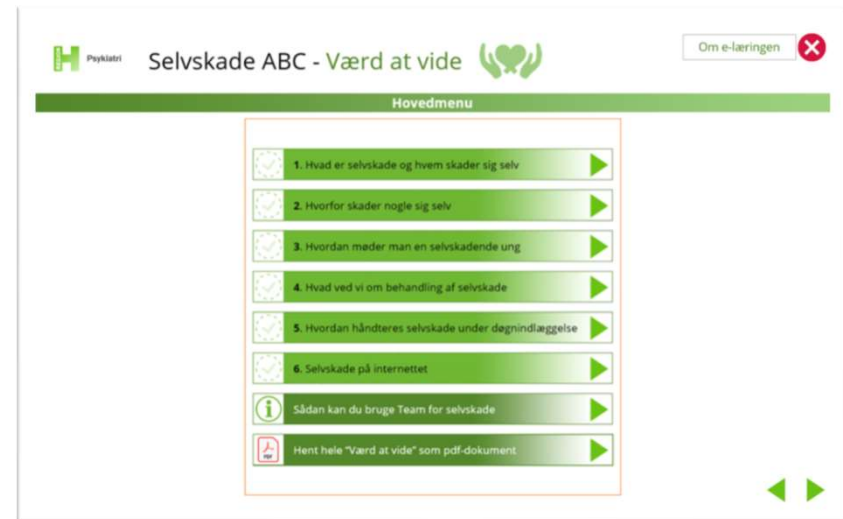 Psykiatri
Selvskade ABC - Værd at vide
Om e-læringen
Hovedmenu
1. Hvad er selvskade og hvem skader sig selv
2. Hvorfor skader nogle sig selv
3. Hvordan møder man en selvskadende ung
4. Hvad ved vi om behandling af selvskade
5. Hvordan håndteres selvskade under døgnindlæggelse
6. Selvskade på internettet
Sådan kan du bruge Team for selvskade
PDF
Hent hele "Værd at vide" som pdf-dokument